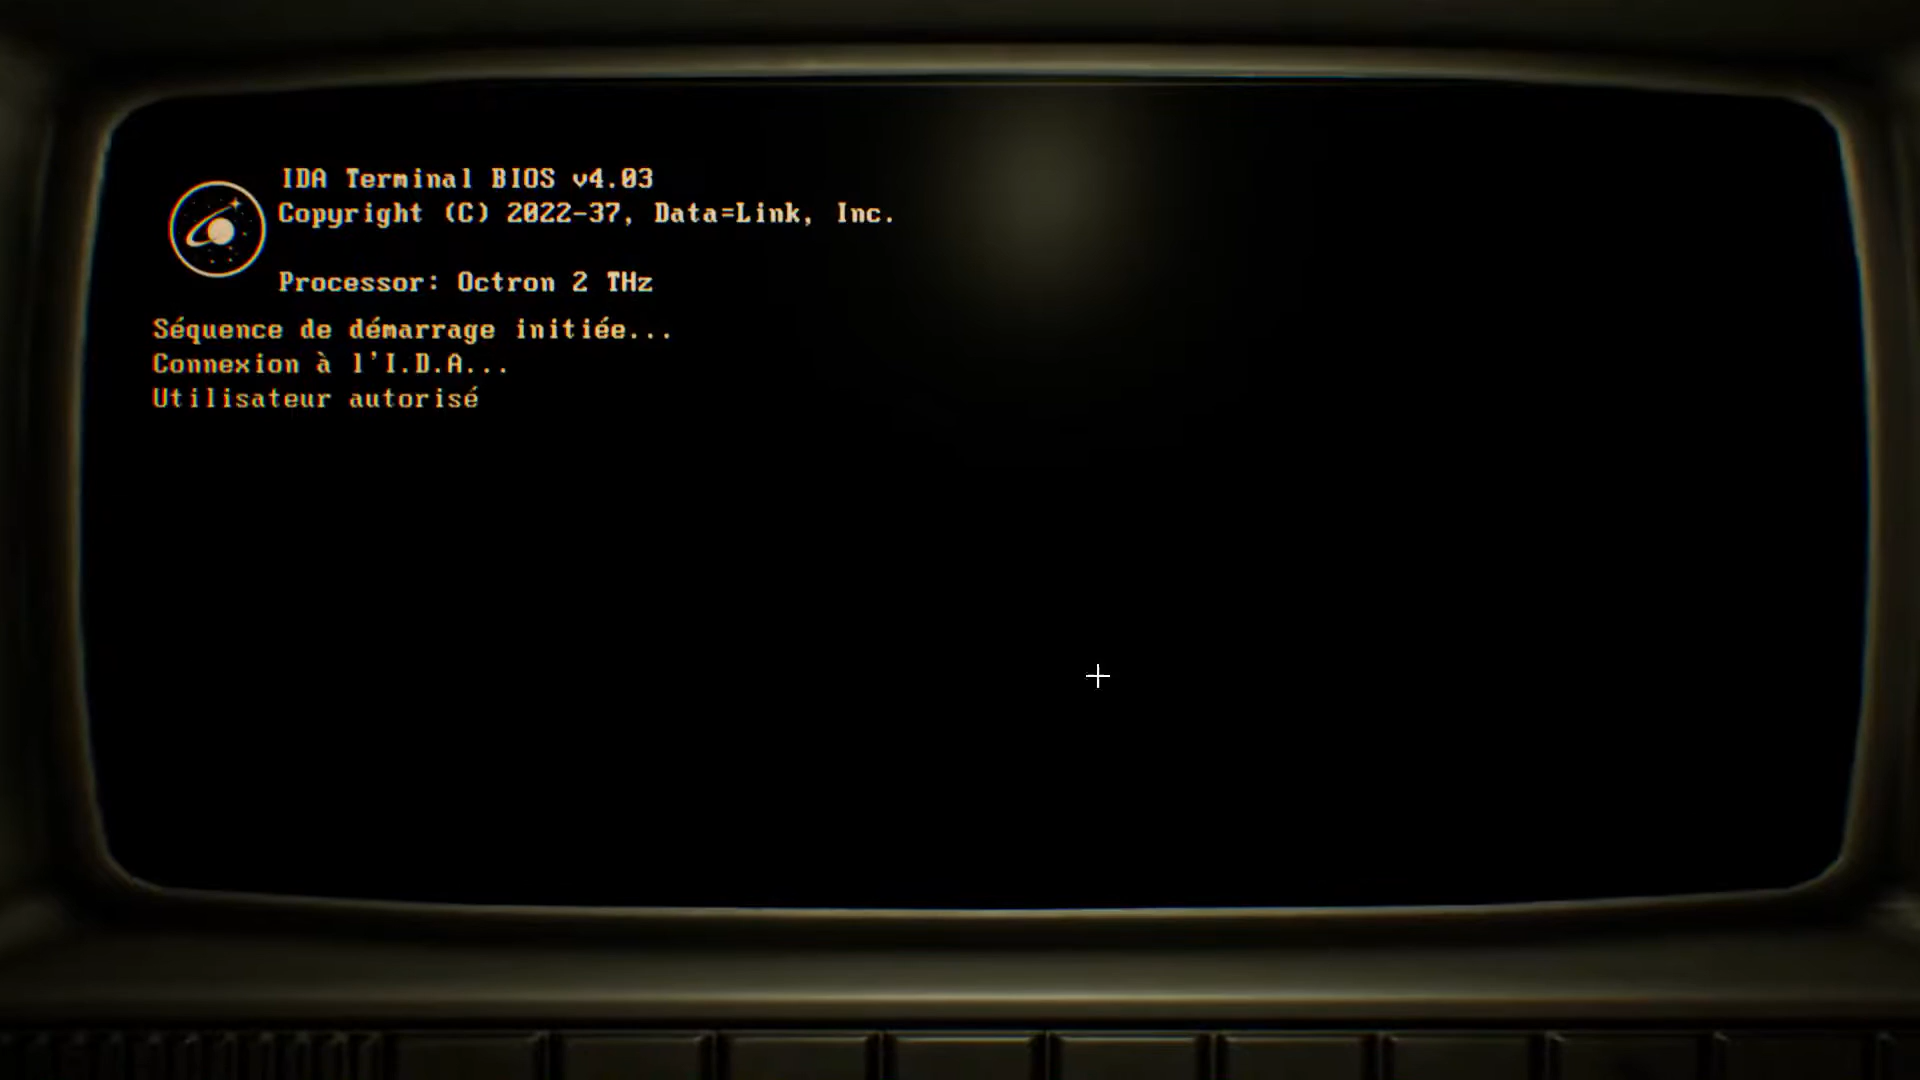 IDA Terminal BIOS v4.03
Copyright (C) 2022-37, Data=Link, Inc.
Processor: Octron 2 THz
Séquence de démarrage initiée...
Connexion à l'I.D.A...
Utilisateur autorisé